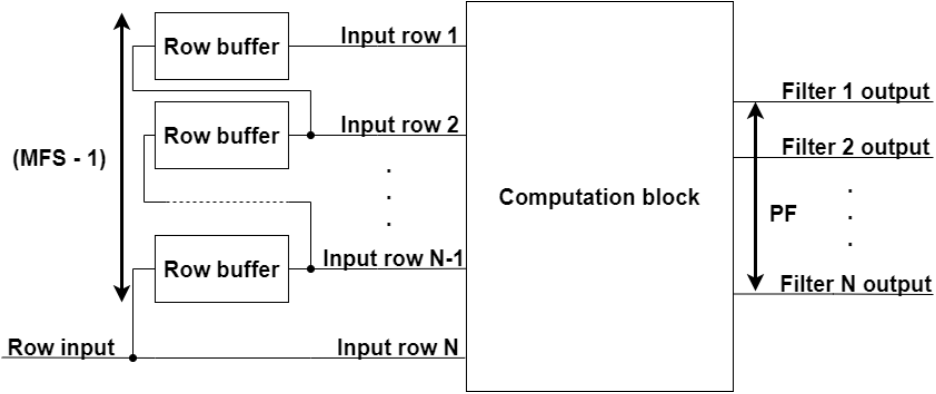 Row buffer
Input row 1
Row buffer
Input row 2
(MFS - 1)
.
.
.
Row buffer
Input row N-1
Row input
Input row N
Computation block
Filter 1 output
Filter 2 output
.
.
.
PF
Filter N output